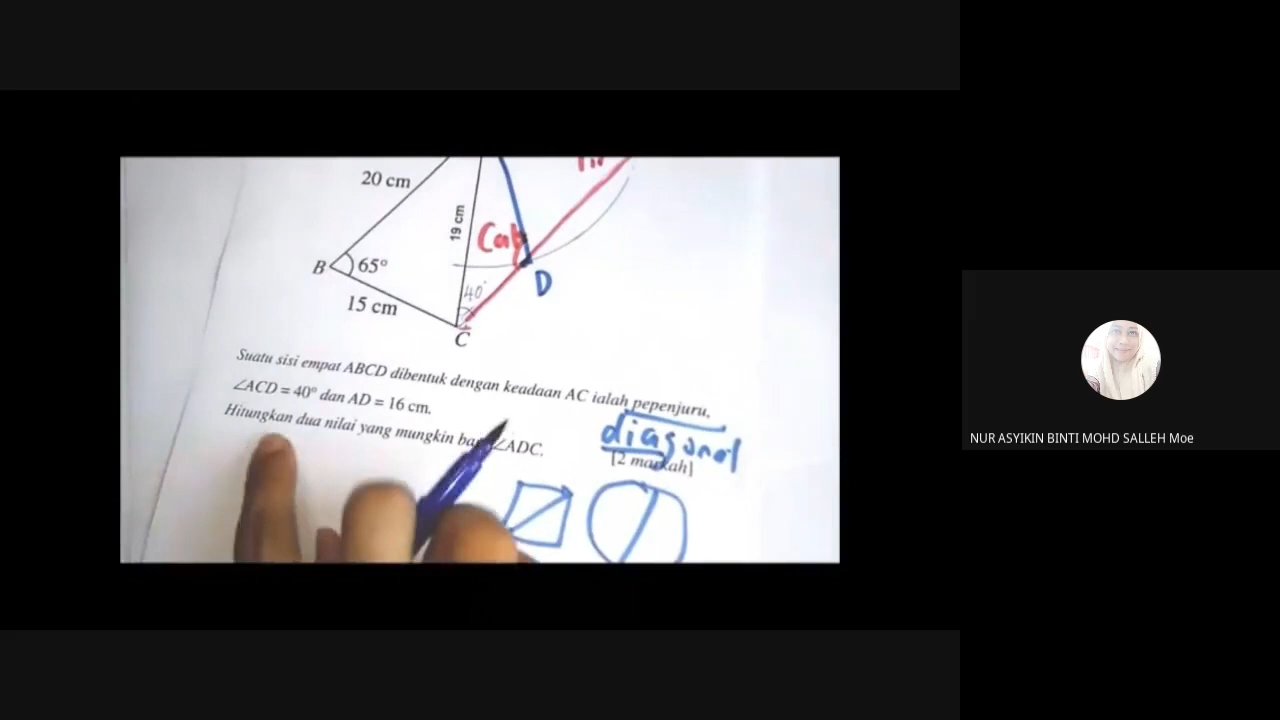 20 cm
19 cm
Cak
B
65°
D
40°
15 cm
C
Suatu sisi empat ABCD dibentuk dengan keadaan AC ialah pepenjuru,
∠ACD = 40° dan AD = 16 cm.
Hitungkan dua nilai yang mungkin ∠ADC.
diagonal
[2 markah]
NUR ASYIKIN BINTI MOHD SALLEH Moe